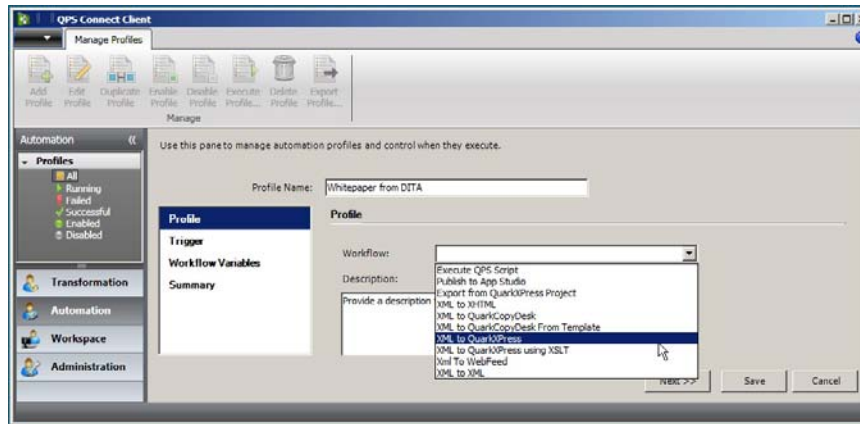 QPS Connect Client
Manage Profiles
Add Profile
Edit Profile
Duplicate Profile
Enable Profile
Disable Profile
Execute Profile...
Delete Profile
Export Profile...
Manage
Automation
Profiles
All
Running
Failed
Successful
Enabled
Disabled
Transformation
Automation
Workspace
Administration
Use this pane to manage automation profiles and control when they execute.
Profile Name: Whitepaper from DITA
Profile
Trigger
Workflow Variables
Summary
Profile
Workflow:
Description:
Provide a description
Execute QPS Script
Publish to App Studio
Export from QuarkXPress Project
XML to XHTML
XML to QuarkCopyDesk
XML to QuarkCopyDesk From Template
XML to QuarkXPress
XML to QuarkXPress using XSLT
Xml To WebFeed
XML to XML
Next >>
Save
Cancel